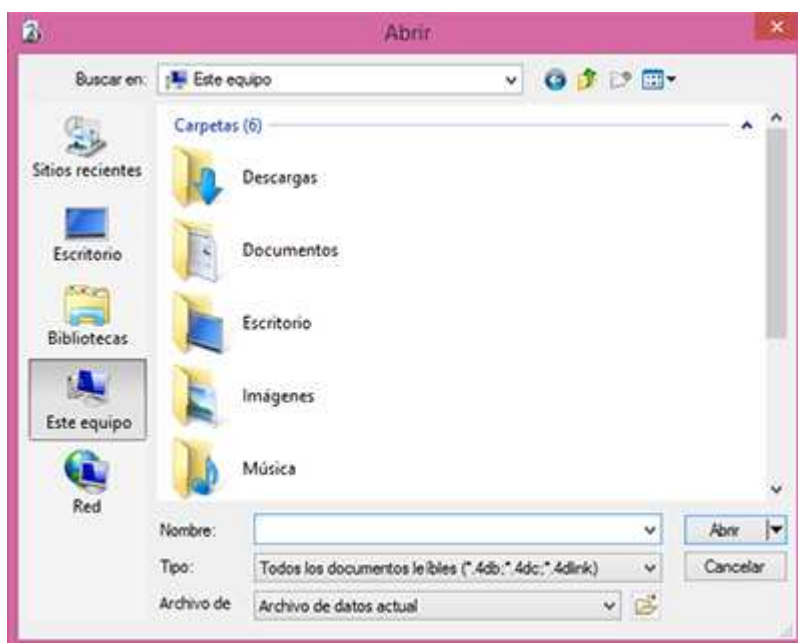 Abrir
Buscar en: Este equipo
Sitios recientes
Escritorio
Bibliotecas
Este equipo
Red
Carpetas (6)
Descargas
Documentos
Escritorio
Imágenes
Música
Nombre:
Abrir
Tipo: Todos los documentos leíbles (*.4db;*.4dc;*.4dlink)
Cancelar
Archivo de Archivo de datos actual